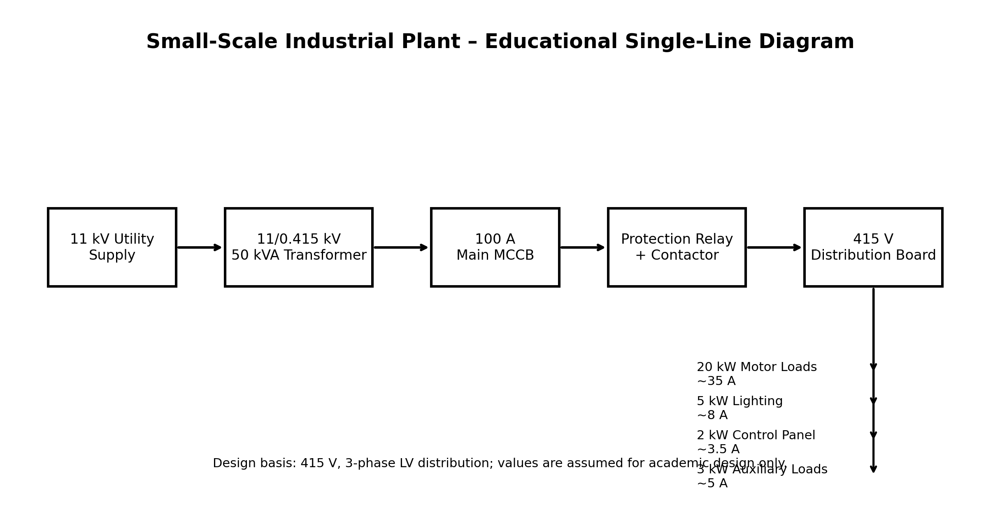 Small-Scale Industrial Plant – Educational Single-Line Diagram
11 kV Utility
Supply
11/0.415 kV
50 kVA Transformer
100 A
Main MCCB
Protection Relay
+ Contactor
415 V
Distribution Board
20 kW Motor Loads
~35 A
5 kW Lighting
~8 A
2 kW Control Panel
~3.5 A
Design basis: 415 V, 3-phase LV distribution; values are assumed for academic design only.
3 kW Auxiliary Loads
~5 A